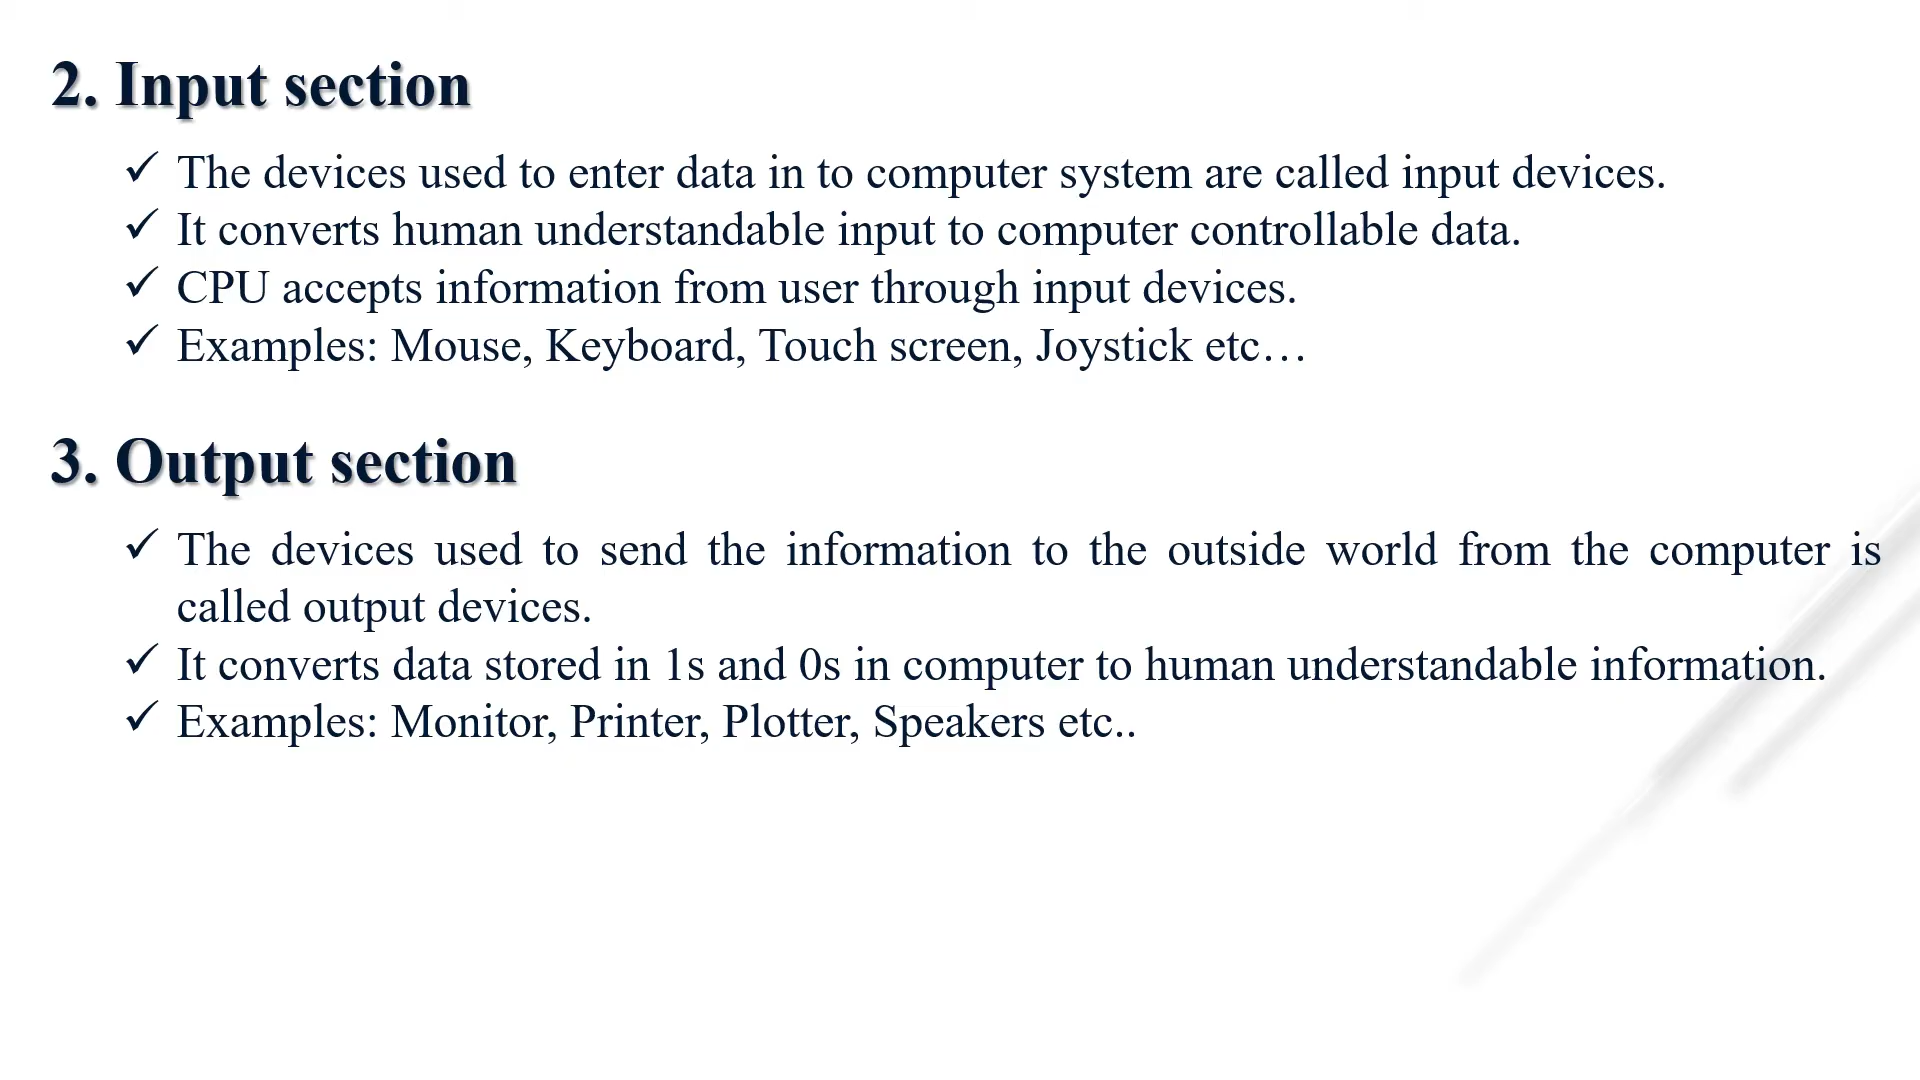 2. Input section
✓ The devices used to enter data in to computer system are called input devices.
✓ It converts human understandable input to computer controllable data.
✓ CPU accepts information from user through input devices.
✓ Examples: Mouse, Keyboard, Touch screen, Joystick etc…
3. Output section
✓ The devices used to send the information to the outside world from the computer is
called output devices.
✓ It converts data stored in 1s and 0s in computer to human understandable information.
✓ Examples: Monitor, Printer, Plotter, Speakers etc..